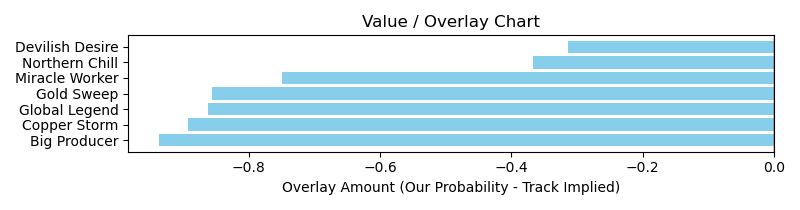 Value / Overlay Chart
Devilish Desire
Northern Chill
Miracle Worker
Gold Sweep
Global Legend
Copper Storm
Big Producer
−0.8 −0.6 −0.4 −0.2 0.0
Overlay Amount (Our Probability - Track Implied)